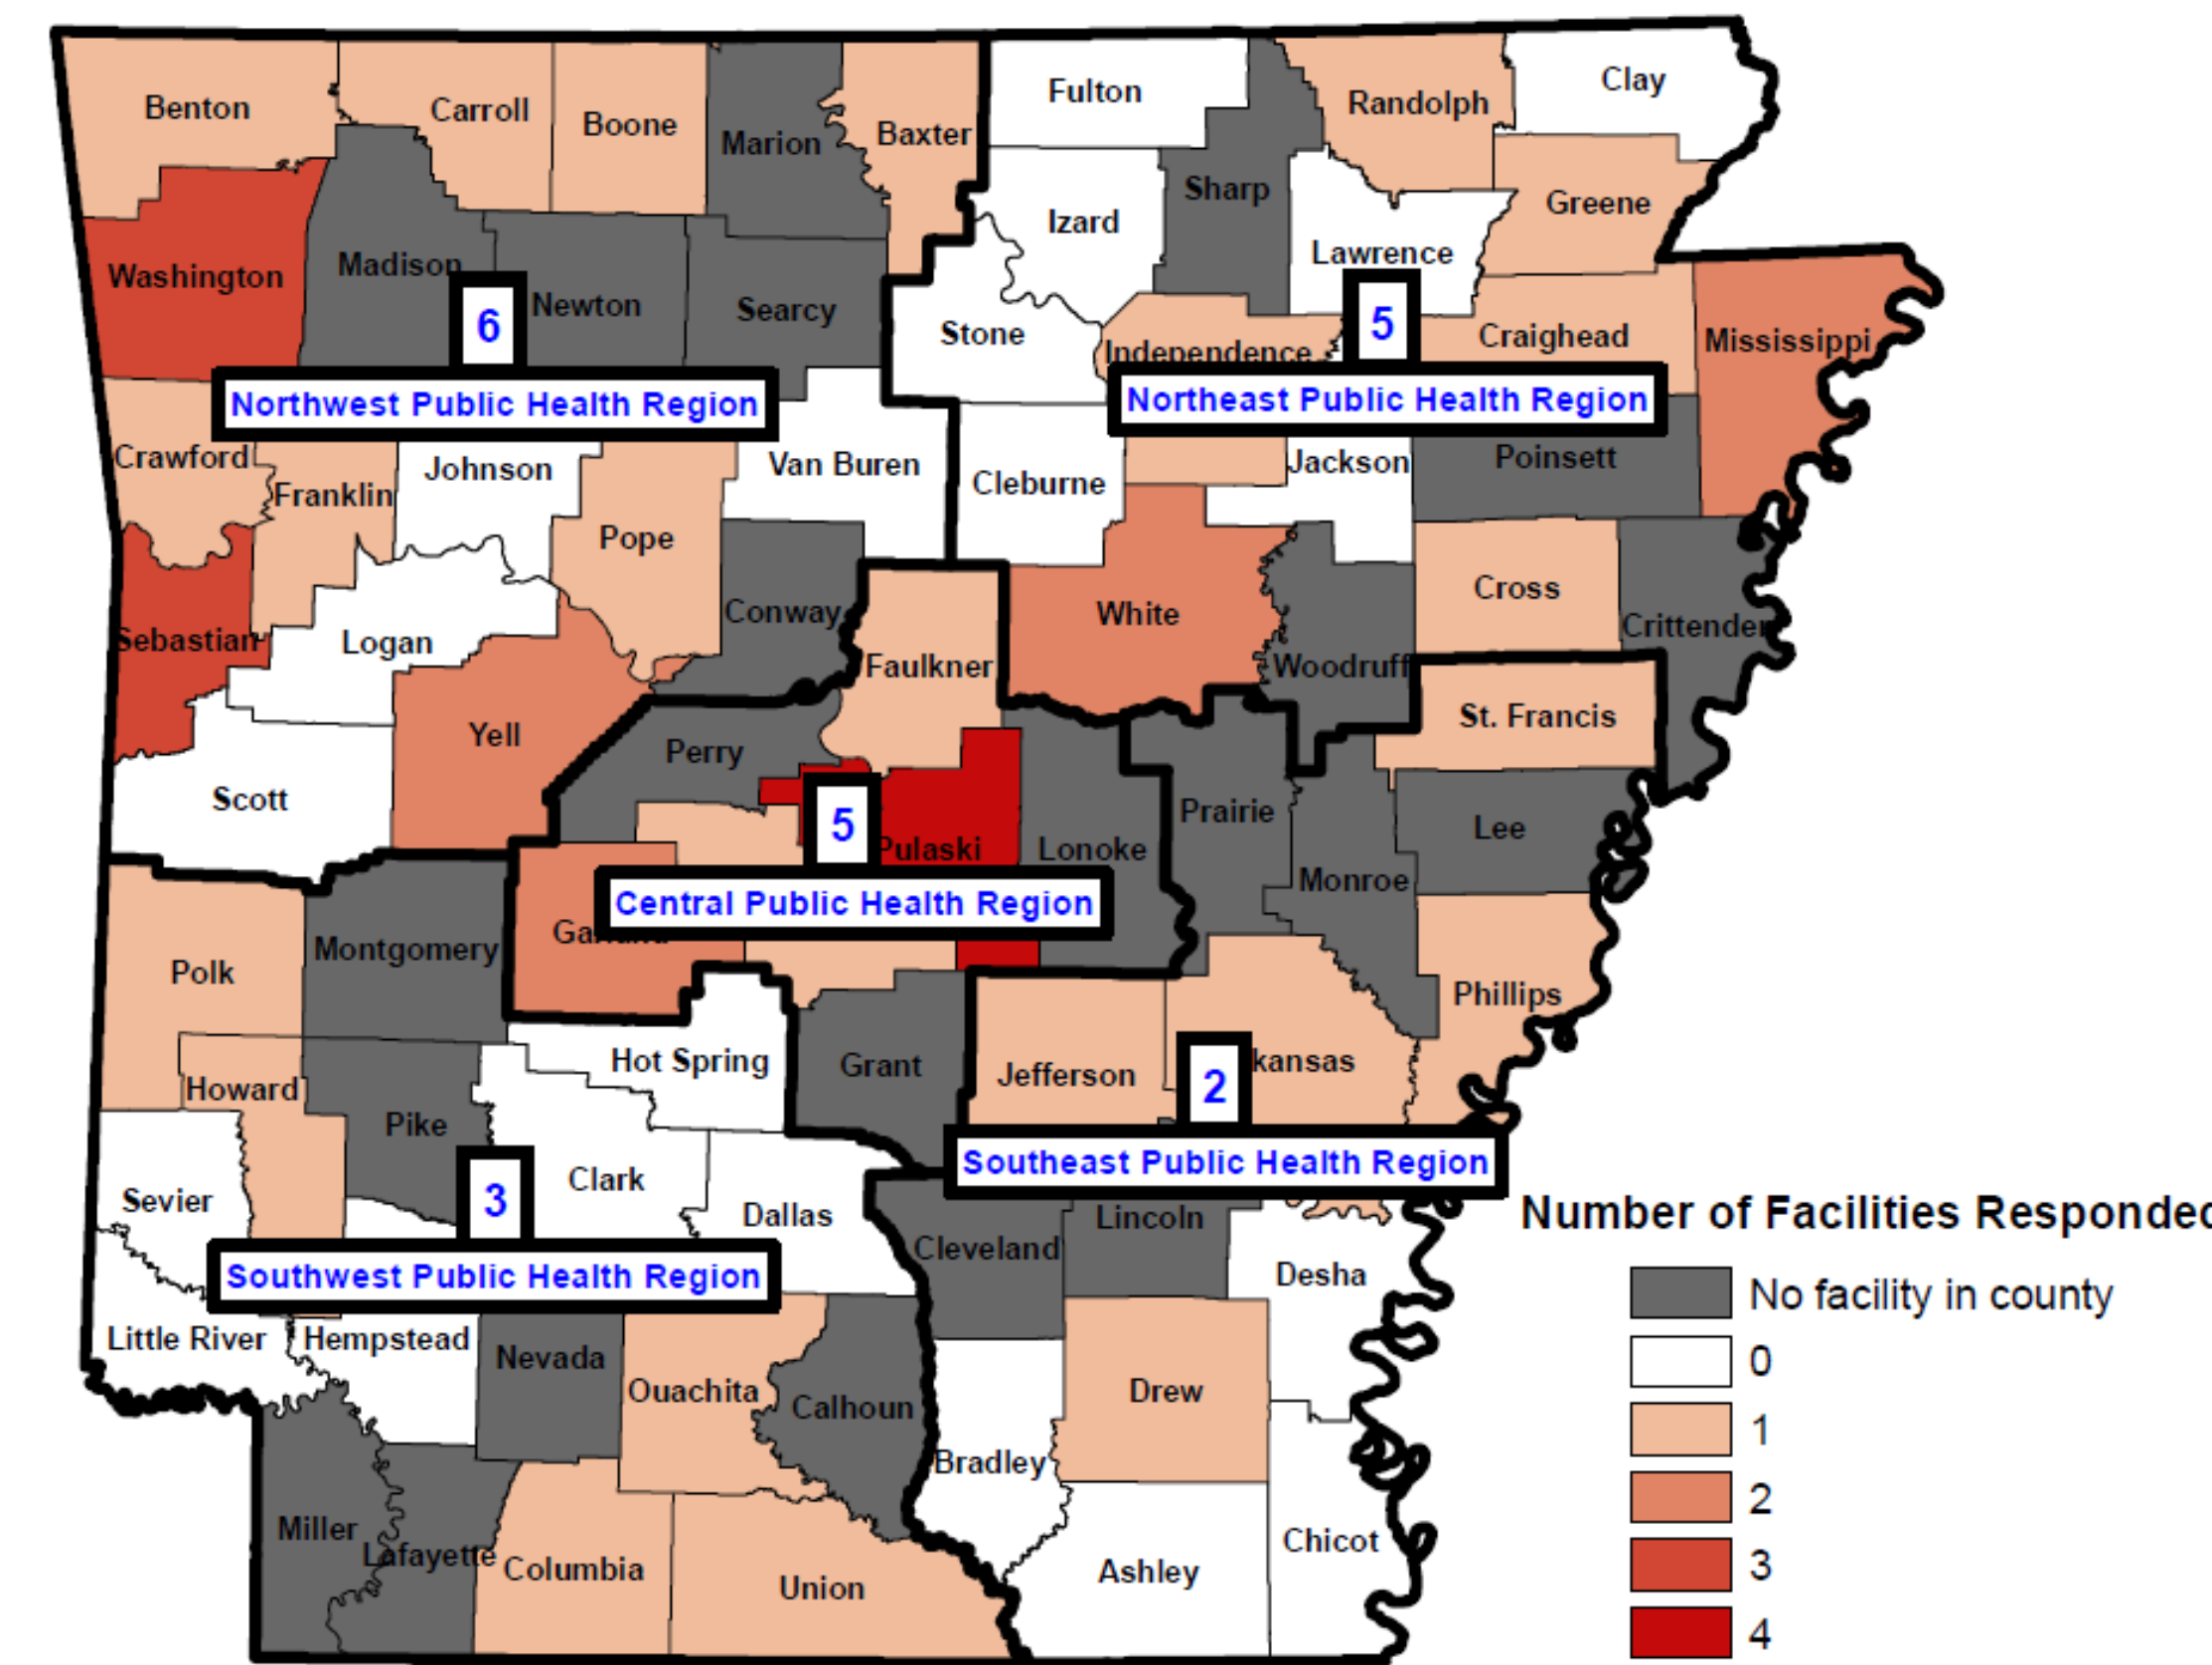 Benton
Carroll
Boone
Marion
Baxter
Fulton
Randolph
Clay
Sharp
Greene
Izard
Lawrence
Washington
Madison
Newton
Searcy
6
5
Stone
Independence
Craighead
Mississippi
Northwest Public Health Region
Northeast Public Health Region
Crawford
Franklin
Johnson
Van Buren
Cleburne
Jackson
Poinsett
Pope
Conway
White
Cross
Crittenden
Sebastian
Logan
Faulkner
Woodruff
St. Francis
Yell
Perry
Scott
5
Pulaski
Lonoke
Prairie
Lee
Monroe
Central Public Health Region
Polk
Montgomery
Phillips
Hot Spring
Grant
Jefferson
2
kansas
Howard
Pike
Southeast Public Health Region
Sevier
3
Clark
Dallas
Cleveland
Lincoln
Desha
Southwest Public Health Region
Little River
Hempstead
Nevada
Ouachita
Calhoun
Drew
Bradley
Miller
Lafayette
Columbia
Union
Ashley
Chicot
Number of Facilities Responded
No facility in county
0
1
2
3
4